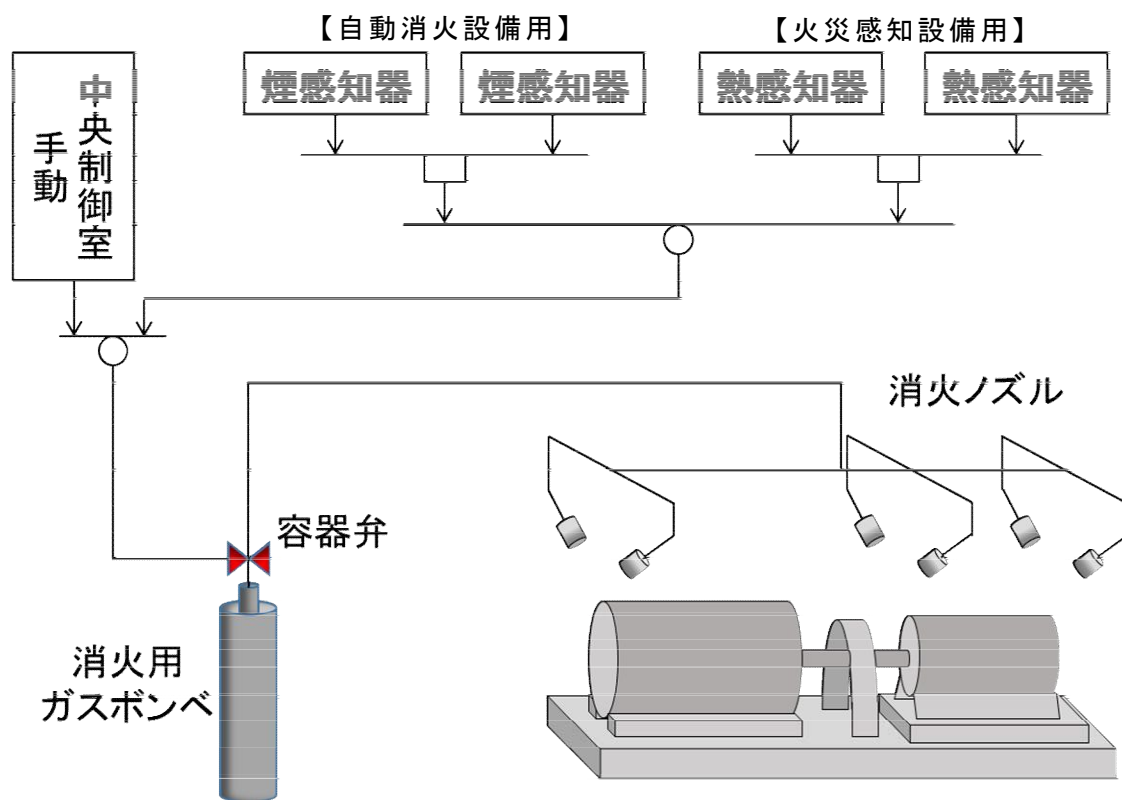 【自動消火設備用】
【火災感知設備用】
煙感知器
煙感知器
熱感知器
熱感知器
中央制御室
手動
消火ノズル
容器弁
消火用
ガスボンベ